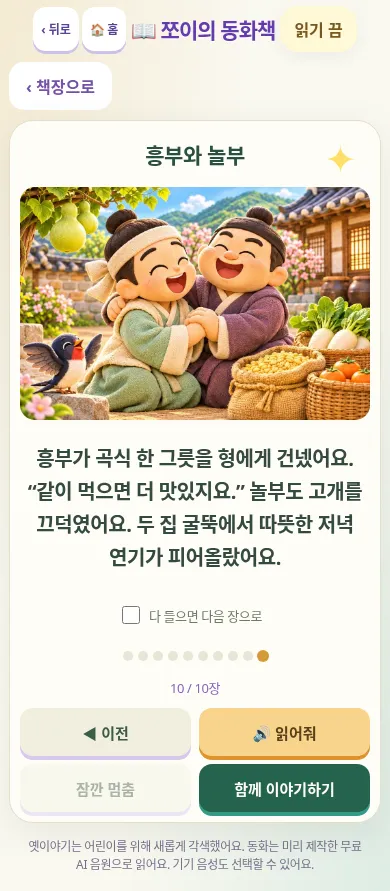 ‹ 뒤로
🏠 홈
📖 쪼이의 동화책
읽기 끔
‹ 책장으로
흥부와 놀부
흥부가 곡식 한 그릇을 형에게 건넸어요.
“같이 먹으면 더 맛있지요.” 놀부도 고개를
끄덕였어요. 두 집 굴뚝에서 따뜻한 저녁
연기가 피어올랐어요.
다 들으면 다음 장으로
10 / 10장
◀ 이전
🔊 읽어줘
잠깐 멈춤
함께 이야기하기
옛이야기는 어린이를 위해 새롭게 각색했어요. 동화는 미리 제작한 무료
AI 음원으로 읽어요. 기기 음성도 선택할 수 있어요.